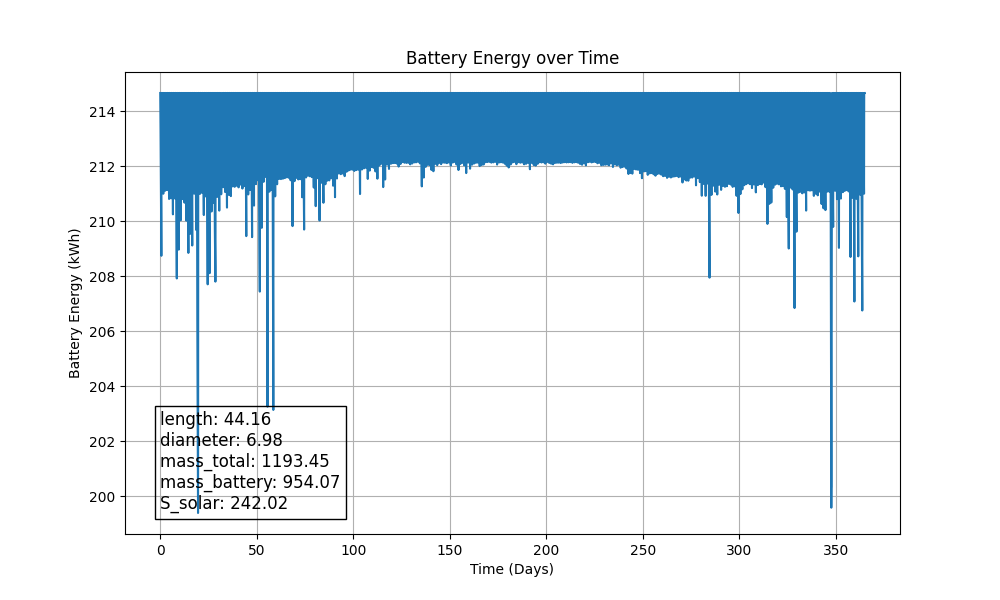 Battery Energy over Time
Battery Energy (kWh)
214
212
210
208
206
204
202
200
length: 44.16
diameter: 6.98
mass_total: 1193.45
mass_battery: 954.07
S_solar: 242.02
0 50 100 150 200 250 300 350
Time (Days)